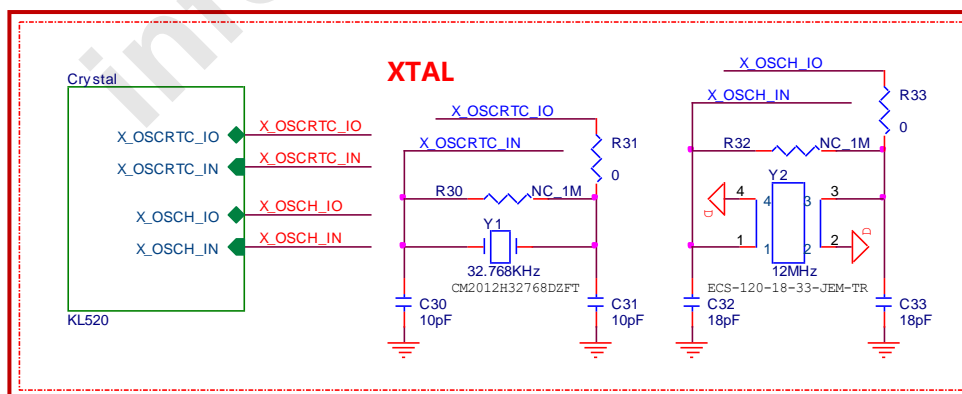 XTAL
Crystal
X_OSCRTC_IO
X_OSCRTC_IN
X_OSCH_IO
X_OSCH_IN
X_OSCRTC_IO
X_OSCRTC_IN
X_OSCH_IO
X_OSCH_IN
KL520
X_OSCRTC_IO
X_OSCRTC_IN
R31
0
R30
NC_1M
Y1
32.768KHz
CM2012H32768DZFT
C30
10pF
C31
10pF
X_OSCH_IO
X_OSCH_IN
R33
0
R32
NC_1M
Y2
4
4
3
3
1
1
2
2
D
D
12MHz
ECS-120-18-33-JEM-TR
C32
18pF
C33
18pF